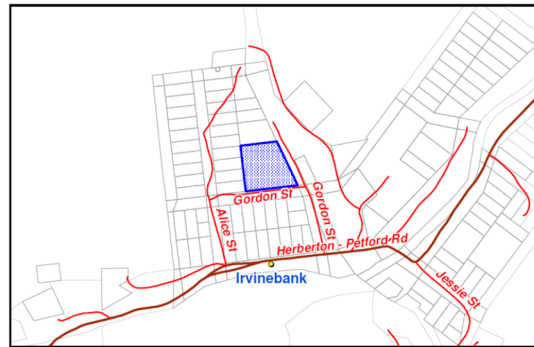 Gordon St
Alice St
Gordon St
Herberton - Petford Rd
Irvinebank
Jessie St